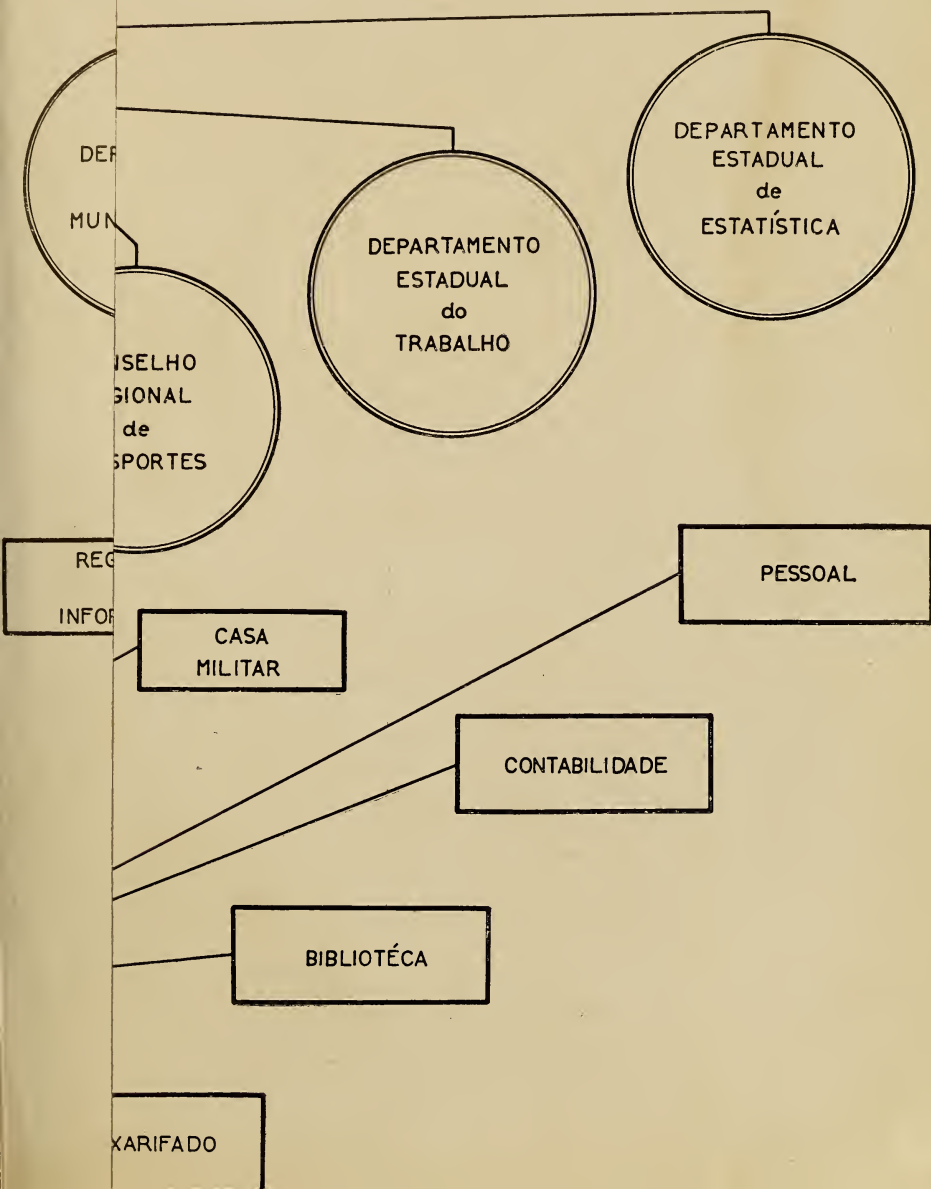 DEPARTAMENTO
ESTADUAL
de
ESTATÍSTICA
DEPARTAMENTO
ESTADUAL
do
TRABALHO
de
PESSOAL
CASA
MILITAR
CONTABILIDADE
BIBLIOTÉCA